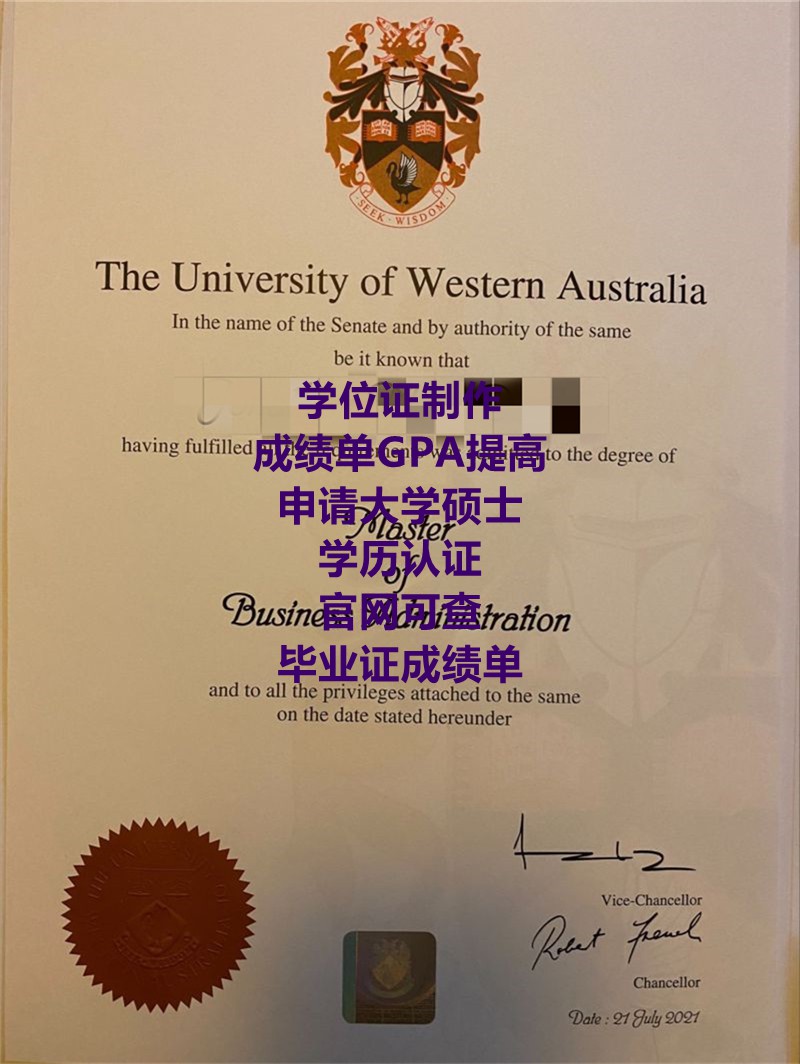 SEEK · WISDOM
The University of Western Australia
In the name of the Senate and by authority of the same
be it known that
学位证制作
having fulfilled to the degree of
成绩单GPA提高
申请大学硕士
Master
学历认证
of
官网可查
Business Administration
毕业证成绩单
and to all the privileges attached to the same
on the date stated hereunder
Vice-Chancellor
Robert French
Chancellor
Date : 21 July 2021